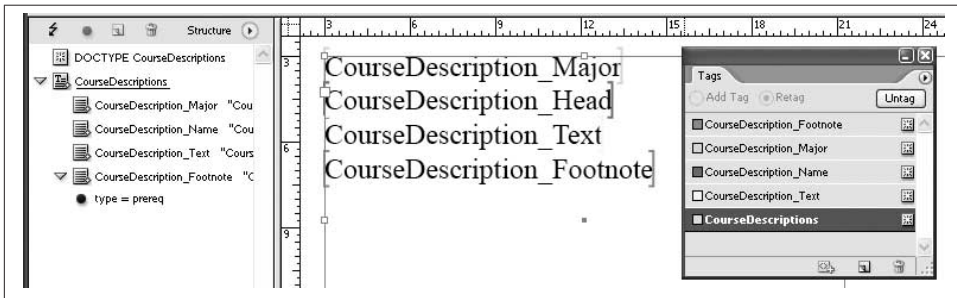 Structure
DOCTYPE CourseDescriptions
CourseDescriptions
CourseDescription_Major "Cou
CourseDescription_Name "Cou
CourseDescription_Text "Cours
CourseDescription_Footnote "C
type = prereq
3 6 9 12 15 18 21 24
3
6
9
CourseDescription_Major
CourseDescription_Head
CourseDescription_Text
CourseDescription_Footnote
Tags
Add Tag Retag Untag
CourseDescription_Footnote
CourseDescription_Major
CourseDescription_Name
CourseDescription_Text
CourseDescriptions